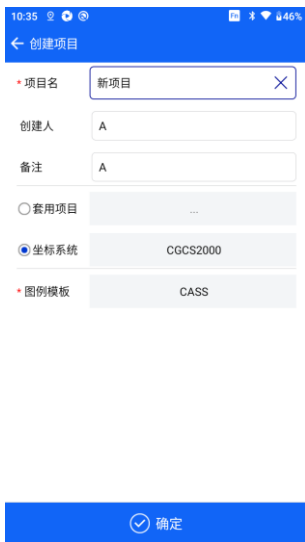 10:35 46%
创建项目
* 项目名 新项目
创建人 A
备注 A
套用项目 ...
坐标系统 CGCS2000
* 图例模板 CASS
确定